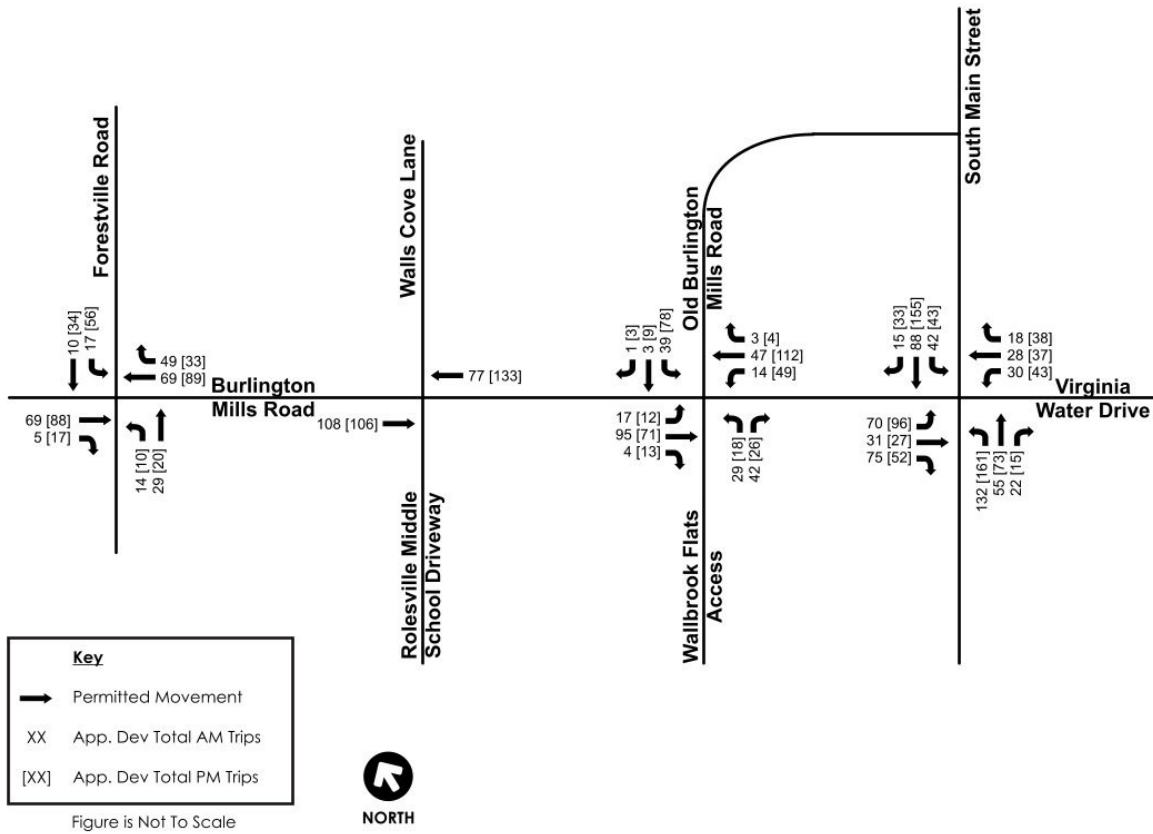 South Main Street
Forestville Road
Walls Cove Lane
Old Burlington
Mills Road
10 [34]
17 [56]
49 [33]
69 [89]
Burlington
Mills Road
69 [88]
5 [17]
14 [10]
29 [20]
77 [133]
108 [106]
1 [3]
3 [9]
39 [78]
3 [4]
47 [112]
14 [49]
17 [12]
95 [71]
4 [13]
29 [18]
42 [26]
15 [33]
88 [155]
42 [43]
18 [38]
28 [37]
30 [43]
Virginia
Water Drive
70 [96]
31 [27]
75 [52]
132 [161]
55 [73]
22 [15]
Rolesville Middle
School Driveway
Wallbrook Flats
Access
Key
Permitted Movement
XX App. Dev Total AM Trips
[XX] App. Dev Total PM Trips
Figure is Not To Scale
NORTH